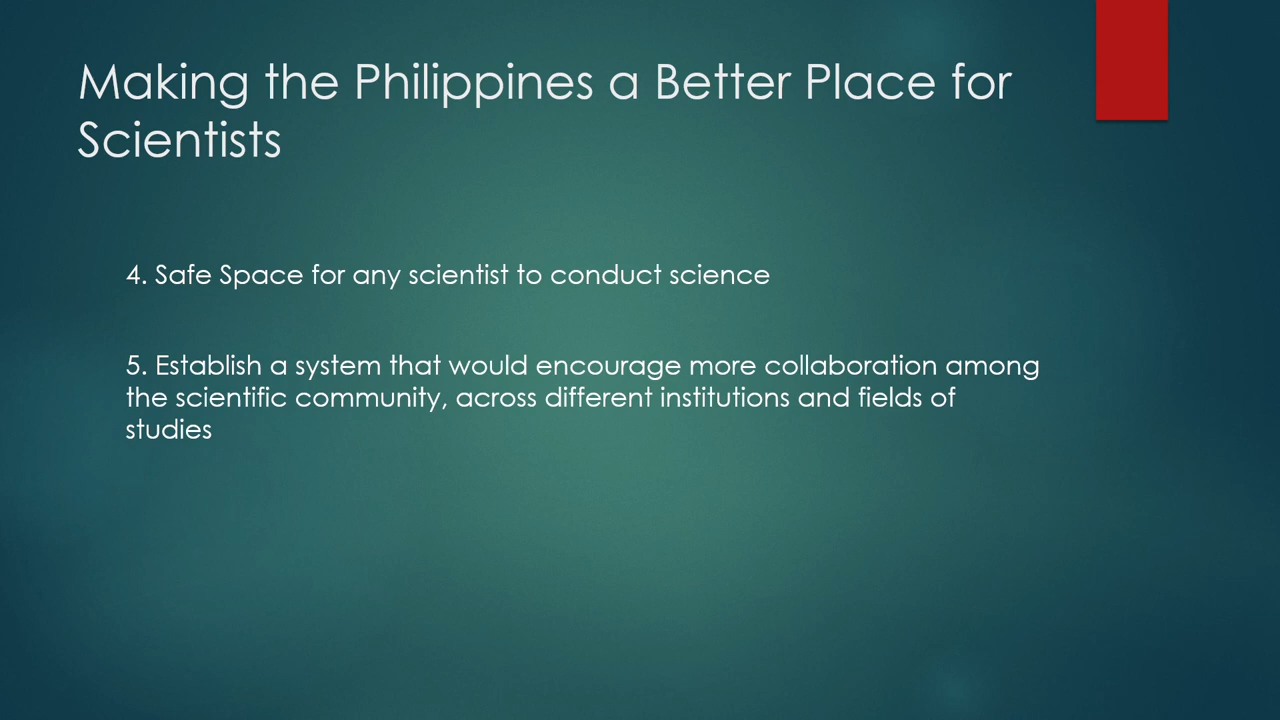 Making the Philippines a Better Place for
Scientists
4. Safe Space for any scientist to conduct science
5. Establish a system that would encourage more collaboration among
the scientific community, across different institutions and fields of
studies